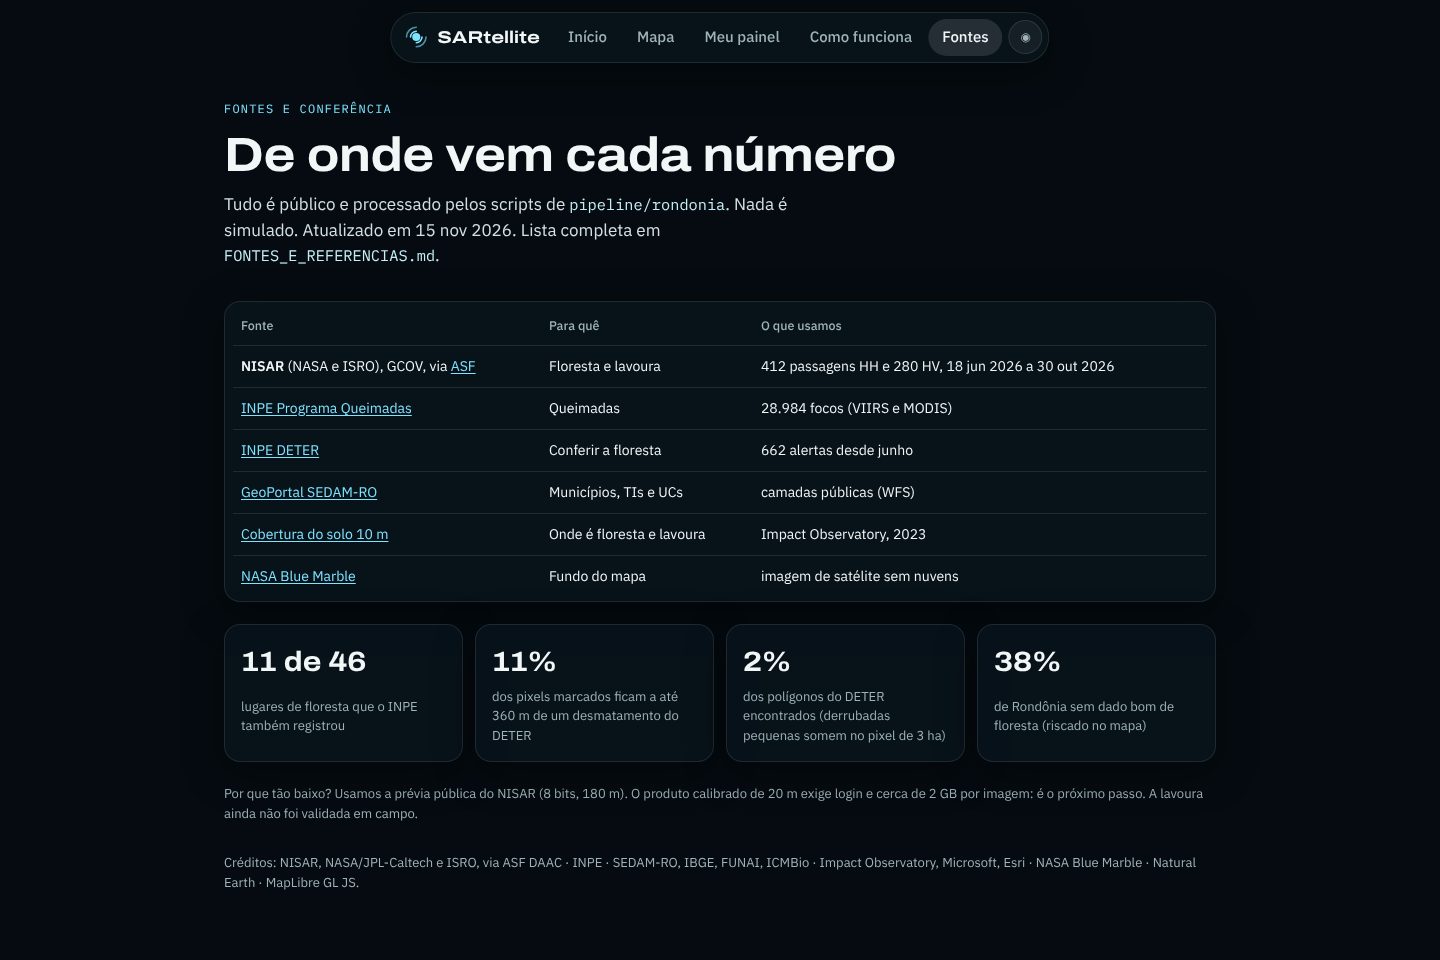 SARtellite Início Mapa Meu painel Como funciona Fontes
FONTES E CONFERÊNCIA
De onde vem cada número
Tudo é público e processado pelos scripts de pipeline/rondonia. Nada é
simulado. Atualizado em 15 nov 2026. Lista completa em
FONTES_E_REFERENCIAS.md.
Fonte Para quê O que usamos
NISAR (NASA e ISRO), GCOV, via ASF Floresta e lavoura 412 passagens HH e 280 HV, 18 jun 2026 a 30 out 2026
INPE Programa Queimadas Queimadas 28.984 focos (VIIRS e MODIS)
INPE DETER Conferir a floresta 662 alertas desde junho
GeoPortal SEDAM-RO Municípios, TIs e UCs camadas públicas (WFS)
Cobertura do solo 10 m Onde é floresta e lavoura Impact Observatory, 2023
NASA Blue Marble Fundo do mapa imagem de satélite sem nuvens
11 de 46
lugares de floresta que o INPE
também registrou
11%
dos pixels marcados ficam a até
360 m de um desmatamento do
DETER
2%
dos polígonos do DETER
encontrados (derrubadas
pequenas somem no pixel de 3 ha)
38%
de Rondônia sem dado bom de
floresta (riscado no mapa)
Por que tão baixo? Usamos a prévia pública do NISAR (8 bits, 180 m). O produto calibrado de 20 m exige login e cerca de 2 GB por imagem: é o próximo passo. A lavoura
ainda não foi validada em campo.
Créditos: NISAR, NASA/JPL-Caltech e ISRO, via ASF DAAC · INPE · SEDAM-RO, IBGE, FUNAI, ICMBio · Impact Observatory, Microsoft, Esri · NASA Blue Marble · Natural
Earth · MapLibre GL JS.